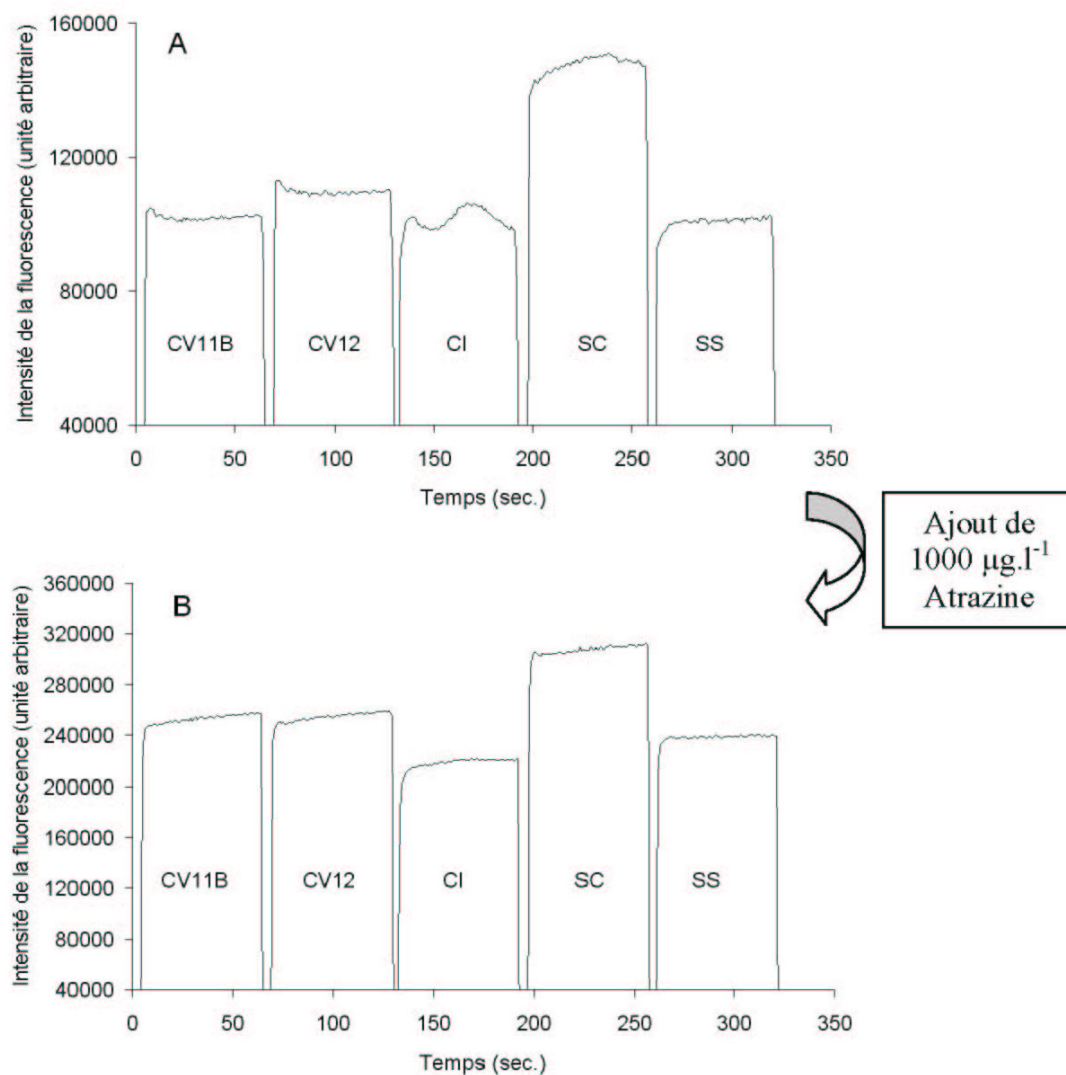 A
Intensité de la fluorescence (unité arbitraire)
160000
120000
80000
40000
CV11B CV12 CI SC SS
0 50 100 150 200 250 300 350
Temps (sec.)
Ajout de
1000 µg.l⁻¹
Atrazine
B
Intensité de la fluorescence (unité arbitraire)
360000
320000
280000
240000
200000
160000
120000
80000
40000
CV11B CV12 CI SC SS
0 50 100 150 200 250 300 350
Temps (sec.)